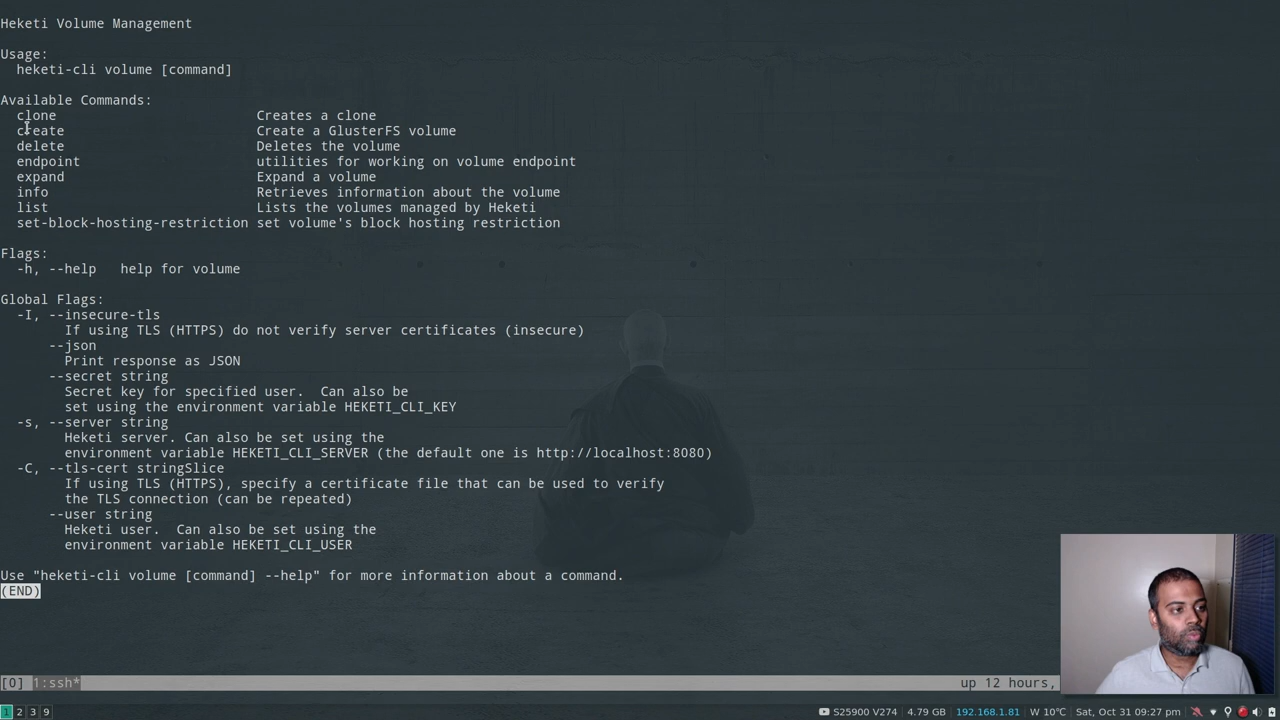 Heketi Volume Management
Usage:
heketi-cli volume [command]
Available Commands:
clone Creates a clone
create Create a GlusterFS volume
delete Deletes the volume
endpoint utilities for working on volume endpoint
expand Expand a volume
info Retrieves information about the volume
list Lists the volumes managed by Heketi
set-block-hosting-restriction set volume's block hosting restriction
Flags:
-h, --help help for volume
Global Flags:
-I, --insecure-tls
If using TLS (HTTPS) do not verify server certificates (insecure)
--json
Print response as JSON
--secret string
Secret key for specified user. Can also be
set using the environment variable HEKETI_CLI_KEY
-s, --server string
Heketi server. Can also be set using the
environment variable HEKETI_CLI_SERVER (the default one is http://localhost:8080)
-C, --tls-cert stringSlice
If using TLS (HTTPS), specify a certificate file that can be used to verify
the TLS connection (can be repeated)
--user string
Heketi user. Can also be set using the
environment variable HEKETI_CLI_USER
Use "heketi-cli volume [command] --help" for more information about a command.
(END)
[0] 1:ssh* up 12 hours,
1 2 3 9 S25900 V274 4.79 GB 192.168.1.81 W 10°C Sat, Oct 31 09:27 pm